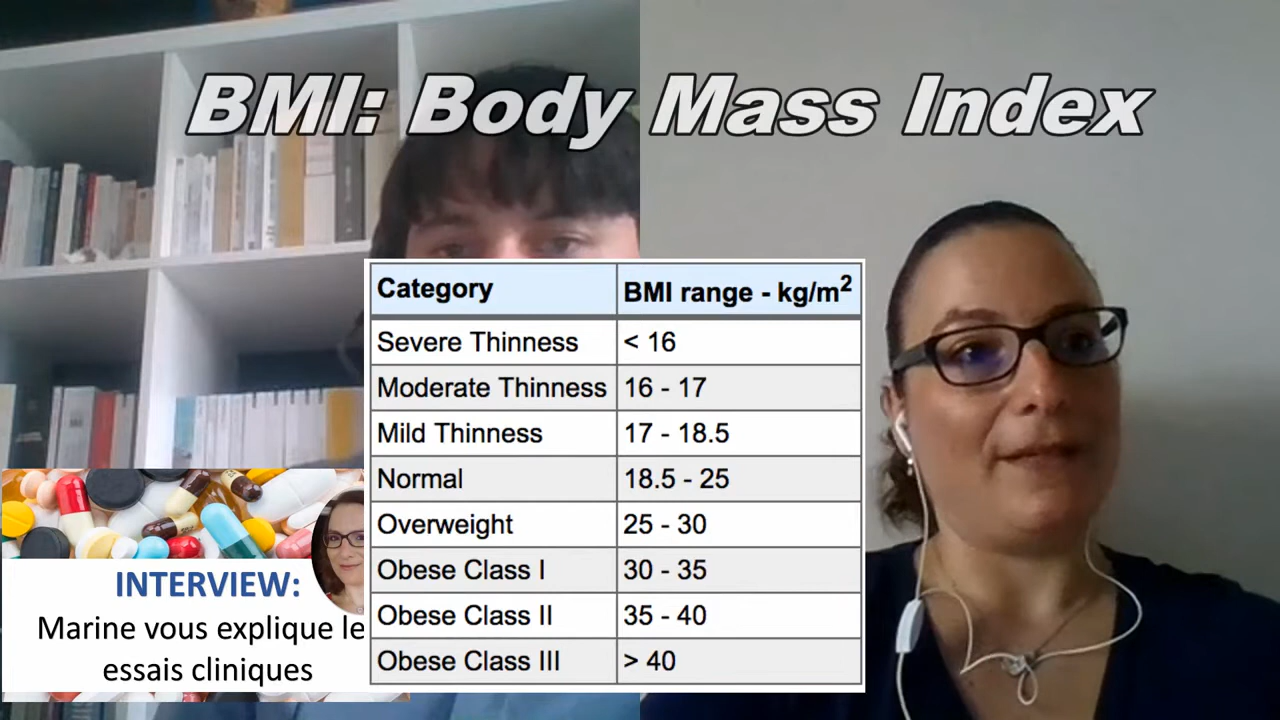 BMI: Body Mass Index
Category BMI range - kg/m²
Severe Thinness < 16
Moderate Thinness 16 - 17
Mild Thinness 17 - 18.5
Normal 18.5 - 25
Overweight 25 - 30
Obese Class I 30 - 35
Obese Class II 35 - 40
Obese Class III > 40
INTERVIEW:
Marine vous explique le
essais cliniques